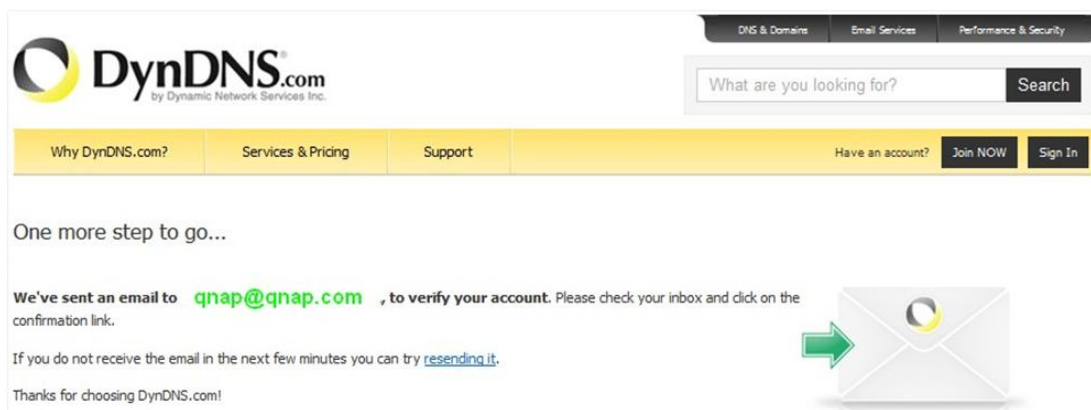 DNS & Domains Email Services Performance & Security
DynDNS.com
by Dynamic Network Services Inc.
What are you looking for? Search
Why DynDNS.com? Services & Pricing Support Have an account? Join NOW Sign In
One more step to go...
We've sent an email to qnap@qnap.com , to verify your account. Please check your inbox and click on the
confirmation link.
If you do not receive the email in the next few minutes you can try resending it.
Thanks for choosing DynDNS.com!